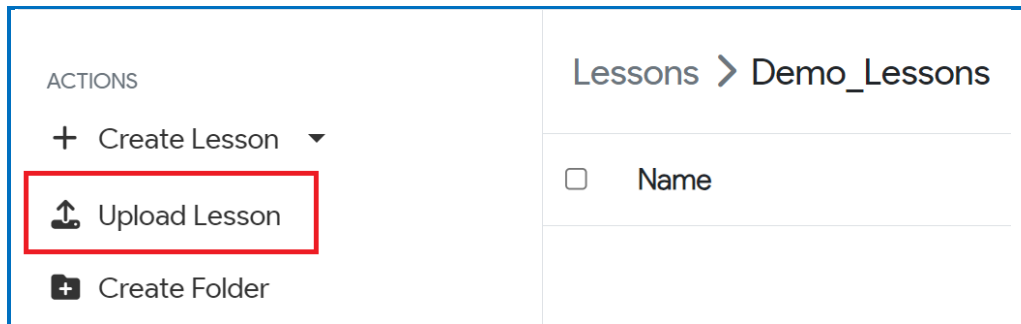 ACTIONS
Create Lesson
Upload Lesson
Create Folder
Lessons > Demo_Lessons
Name